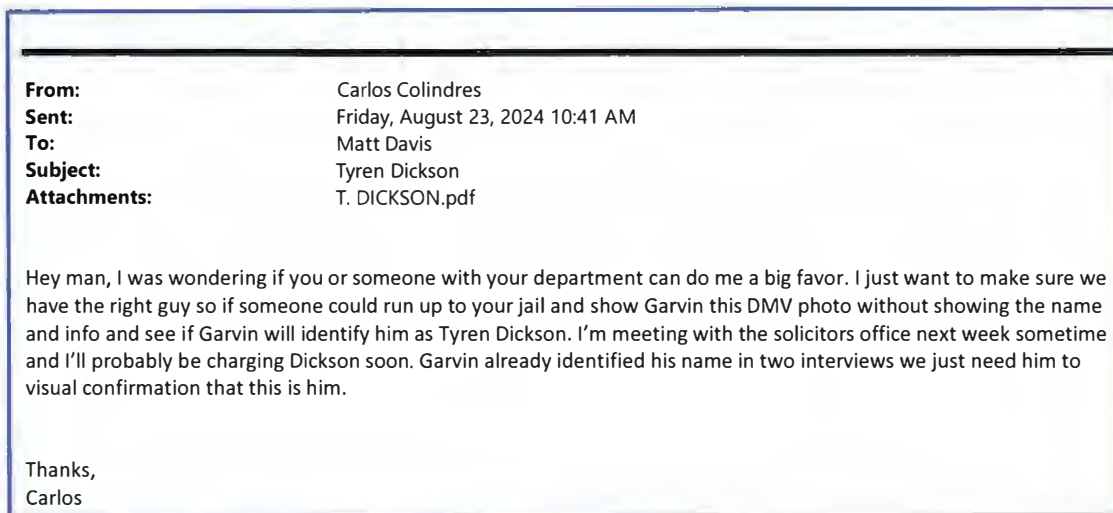 From: Carlos Colindres
Sent: Friday, August 23, 2024 10:41 AM
To: Matt Davis
Subject: Tyren Dickson
Attachments: T. DICKSON.pdf
Hey man, I was wondering if you or someone with your department can do me a big favor. I just want to make sure we
have the right guy so if someone could run up to your jail and show Garvin this DMV photo without showing the name
and info and see if Garvin will identify him as Tyren Dickson. I'm meeting with the solicitors office next week sometime
and I'll probably be charging Dickson soon. Garvin already identified his name in two interviews we just need him to
visual confirmation that this is him.
Thanks,
Carlos